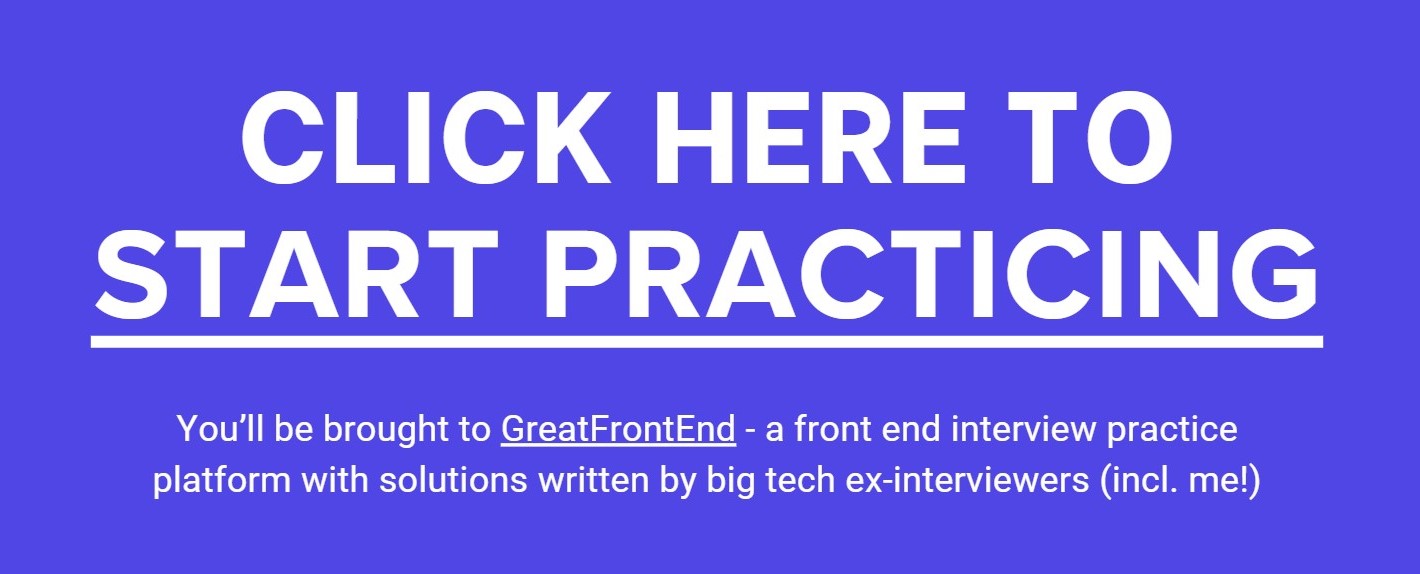 CLICK HERE TO
START PRACTICING
You’ll be brought to GreatFrontEnd - a front end interview practice
platform with solutions written by big tech ex-interviewers (incl. me!)